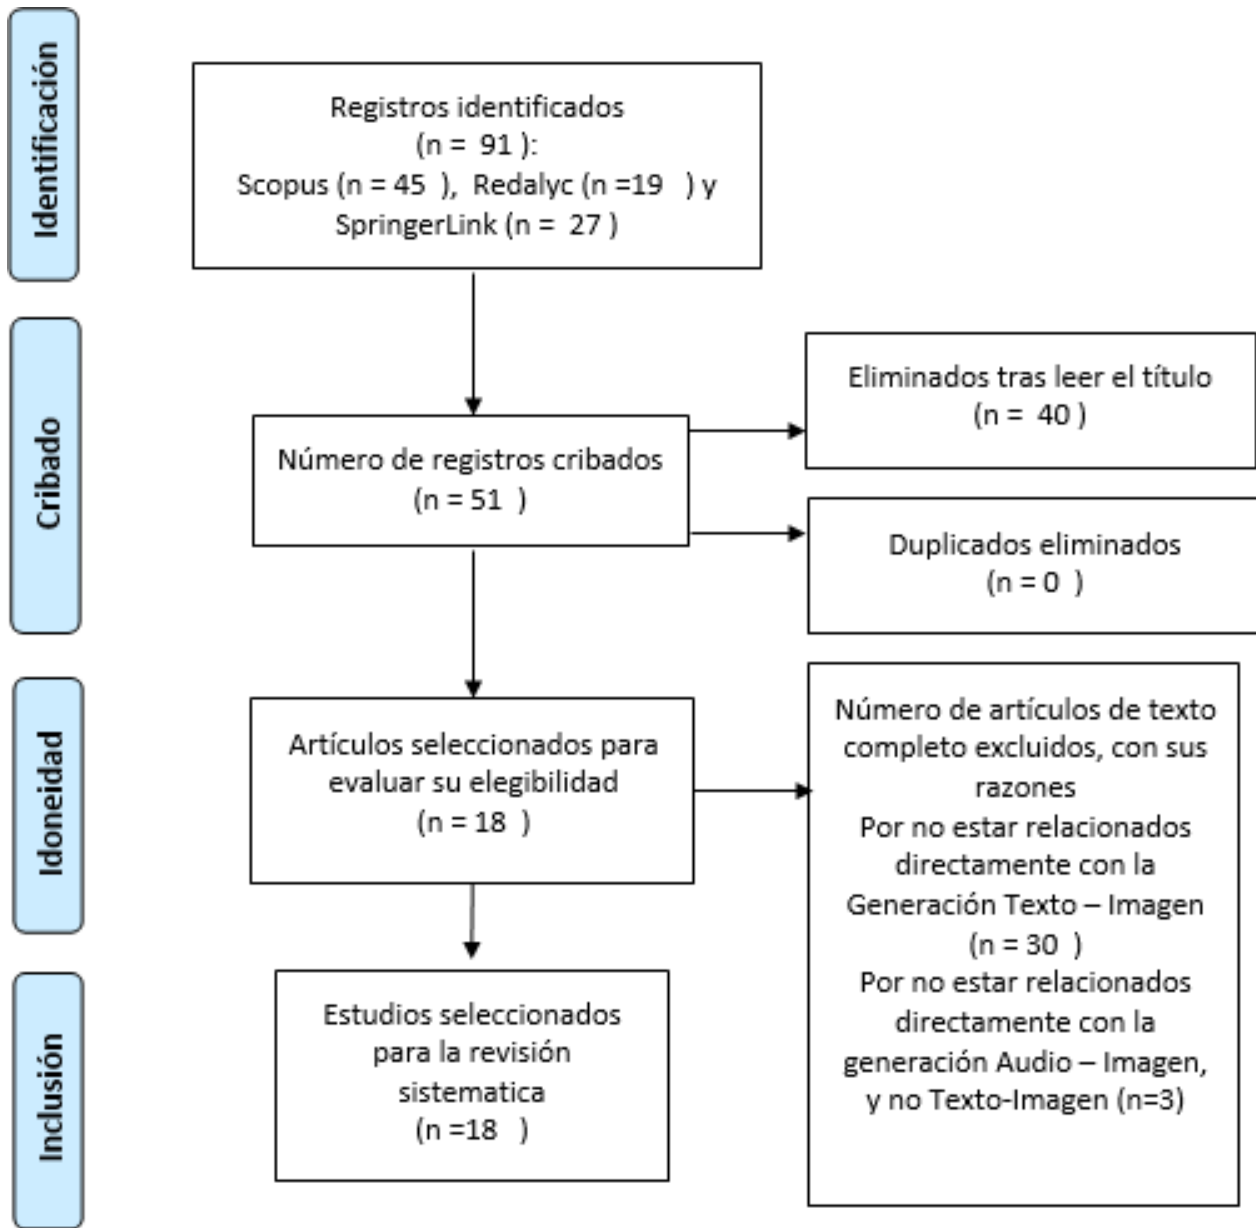 Identificación
Registros identificados
(n = 91 ):
Scopus (n = 45 ), Redalyc (n =19 ) y
SpringerLink (n = 27 )
Cribado
Número de registros cribados
(n = 51 )
Eliminados tras leer el título
(n = 40 )
Duplicados eliminados
(n = 0 )
Idoneidad
Artículos seleccionados para
evaluar su elegibilidad
(n = 18 )
Número de artículos de texto
completo excluidos, con sus
razones
Por no estar relacionados
directamente con la
Generación Texto – Imagen
(n = 30 )
Por no estar relacionados
directamente con la
generación Audio – Imagen,
y no Texto-Imagen (n=3)
Inclusión
Estudios seleccionados
para la revisión
sistematica
(n =18 )